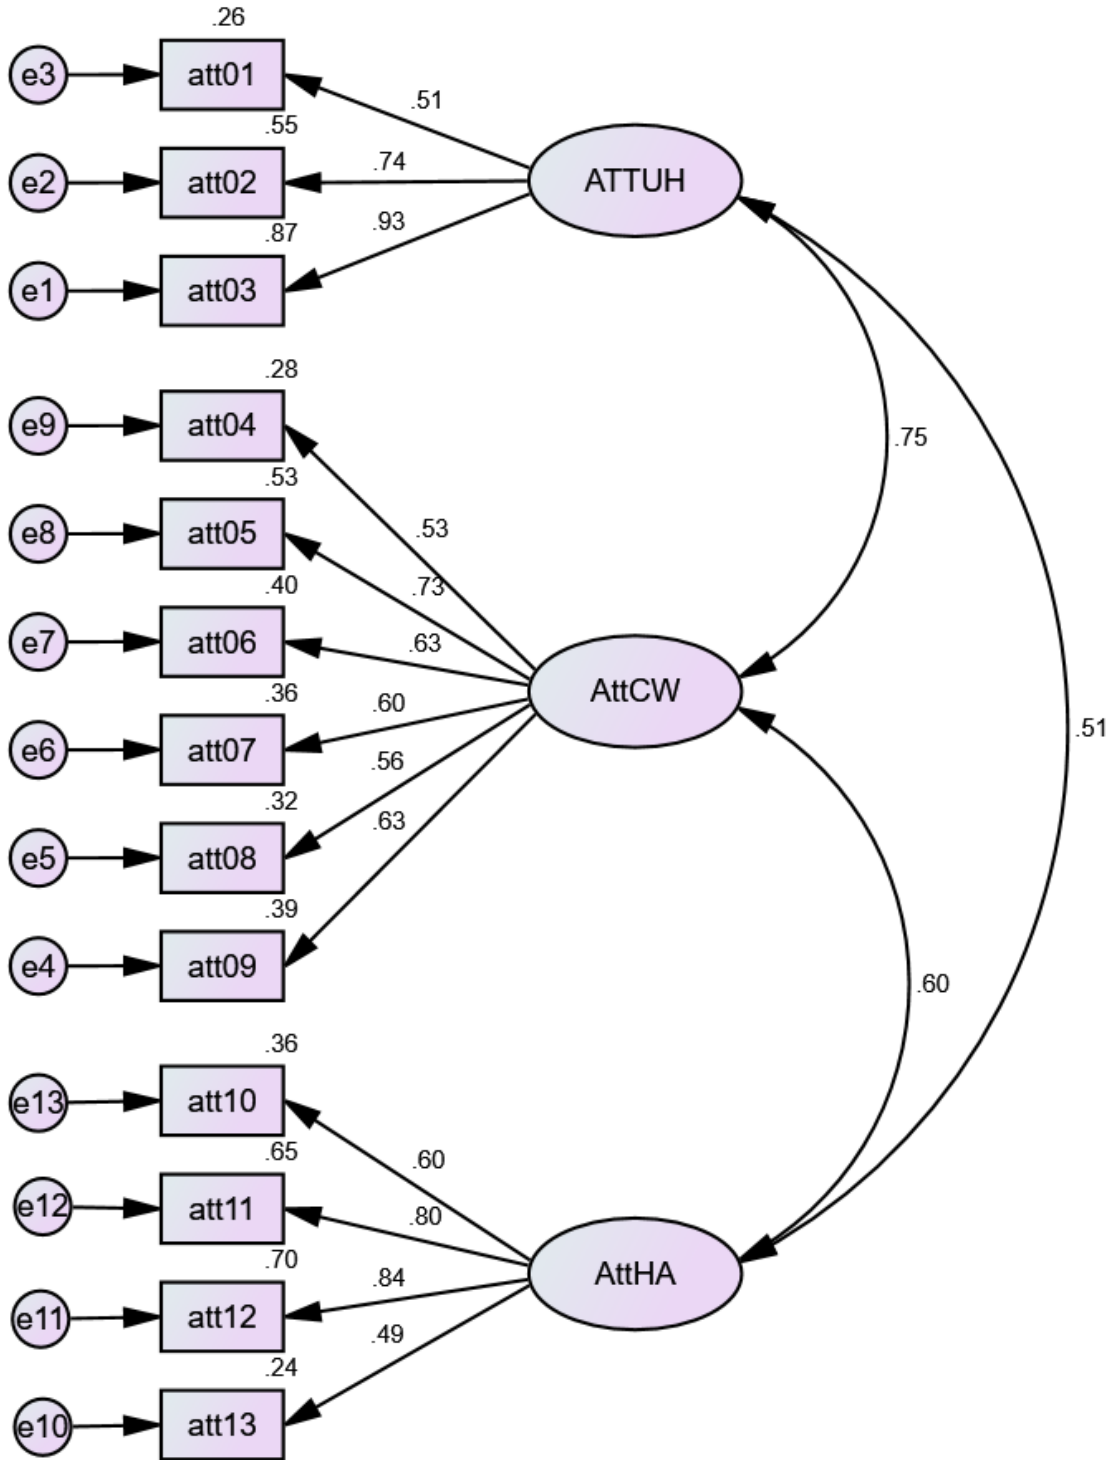 .26
e3 att01
.51
.55
e2 att02 .74 ATTUH
.87 .93
e1 att03
.28
e9 att04 .75
.53 .53
e8 att05
.40 .73
e7 att06 .63
.36 .60 AttCW
e6 att07 .51
.32 .56
e5 att08 .63
.39
e4 att09 .60
.36
e13 att10
.65 .60
e12 att11 .80
.70 .84 AttHA
e11 att12 .49
.24
e10 att13